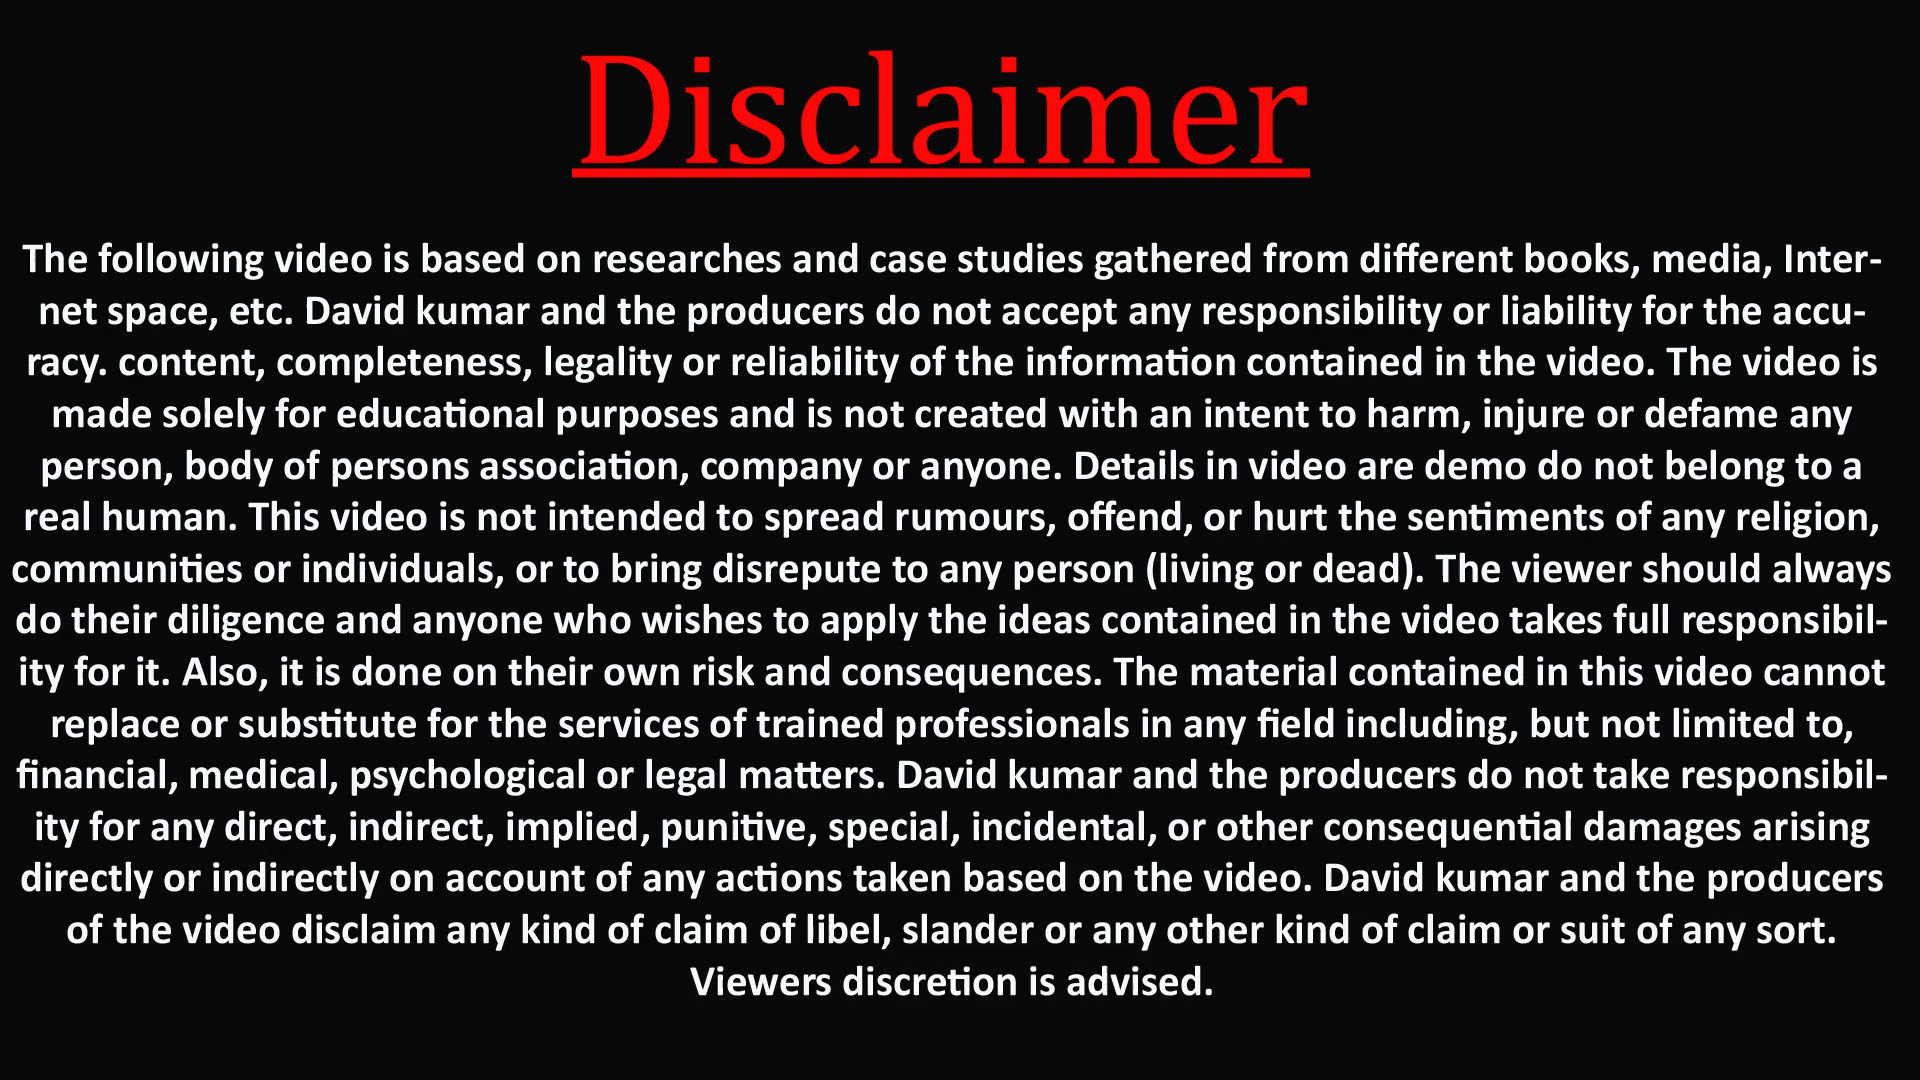 Disclaimer
The following video is based on researches and case studies gathered from different books, media, Inter-
net space, etc. David kumar and the producers do not accept any responsibility or liability for the accu-
racy. content, completeness, legality or reliability of the information contained in the video. The video is
made solely for educational purposes and is not created with an intent to harm, injure or defame any
person, body of persons association, company or anyone. Details in video are demo do not belong to a
real human. This video is not intended to spread rumours, offend, or hurt the sentiments of any religion,
communities or individuals, or to bring disrepute to any person (living or dead). The viewer should always
do their diligence and anyone who wishes to apply the ideas contained in the video takes full responsibil-
ity for it. Also, it is done on their own risk and consequences. The material contained in this video cannot
replace or substitute for the services of trained professionals in any field including, but not limited to,
financial, medical, psychological or legal matters. David kumar and the producers do not take responsibil-
ity for any direct, indirect, implied, punitive, special, incidental, or other consequential damages arising
directly or indirectly on account of any actions taken based on the video. David kumar and the producers
of the video disclaim any kind of claim of libel, slander or any other kind of claim or suit of any sort.
Viewers discretion is advised.